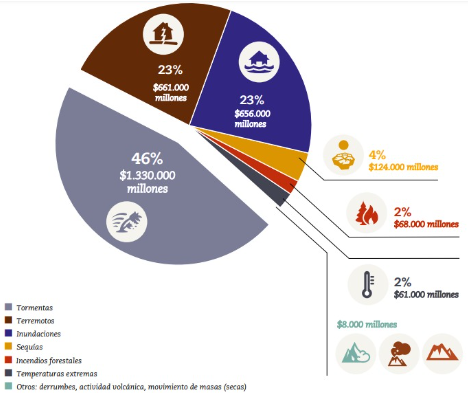 23%
$661.000
millones
23%
$656.000
millones
46%
$1.330.000
millones
4%
$124.000 millones
2%
$68.000 millones
2%
$61.000 millones
$8.000 millones
Tormentas
Terremotos
Inundaciones
Sequías
Incendios forestales
Temperaturas extremas
Otros: derrumbes, actividad volcánica, movimiento de masas (secas)